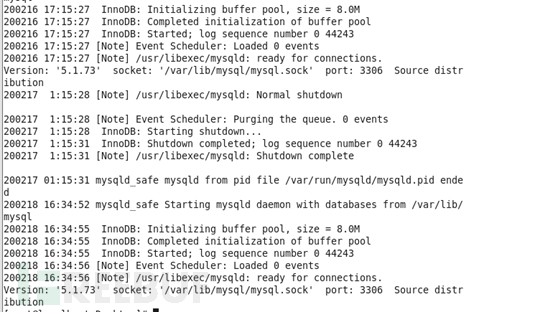 200216 17:15:27  InnoDB: Initializing buffer pool, size = 8.0M
200216 17:15:27  InnoDB: Completed initialization of buffer pool
200216 17:15:27  InnoDB: Started; log sequence number 0 44243
200216 17:15:27 [Note] Event Scheduler: Loaded 0 events
200216 17:15:27 [Note] /usr/libexec/mysqld: ready for connections.
Version: '5.1.73'  socket: '/var/lib/mysql/mysql.sock'  port: 3306  Source distr
ibution
200217  1:15:28 [Note] /usr/libexec/mysqld: Normal shutdown

200217  1:15:28 [Note] Event Scheduler: Purging the queue. 0 events
200217  1:15:28  InnoDB: Starting shutdown...
200217  1:15:31  InnoDB: Shutdown completed; log sequence number 0 44243
200217  1:15:31 [Note] /usr/libexec/mysqld: Shutdown complete

200217 01:15:31 mysqld_safe mysqld from pid file /var/run/mysqld/mysqld.pid ende
d
200218 16:34:52 mysqld_safe Starting mysqld daemon with databases from /var/lib/
mysql
200218 16:34:55  InnoDB: Initializing buffer pool, size = 8.0M
200218 16:34:55  InnoDB: Completed initialization of buffer pool
200218 16:34:55  InnoDB: Started; log sequence number 0 44243
200218 16:34:56 [Note] Event Scheduler: Loaded 0 events
200218 16:34:56 [Note] /usr/libexec/mysqld: ready for connections.
Version: '5.1.73'  socket: '/var/lib/mysql/mysql.sock'  port: 3306  Source distr
ibution